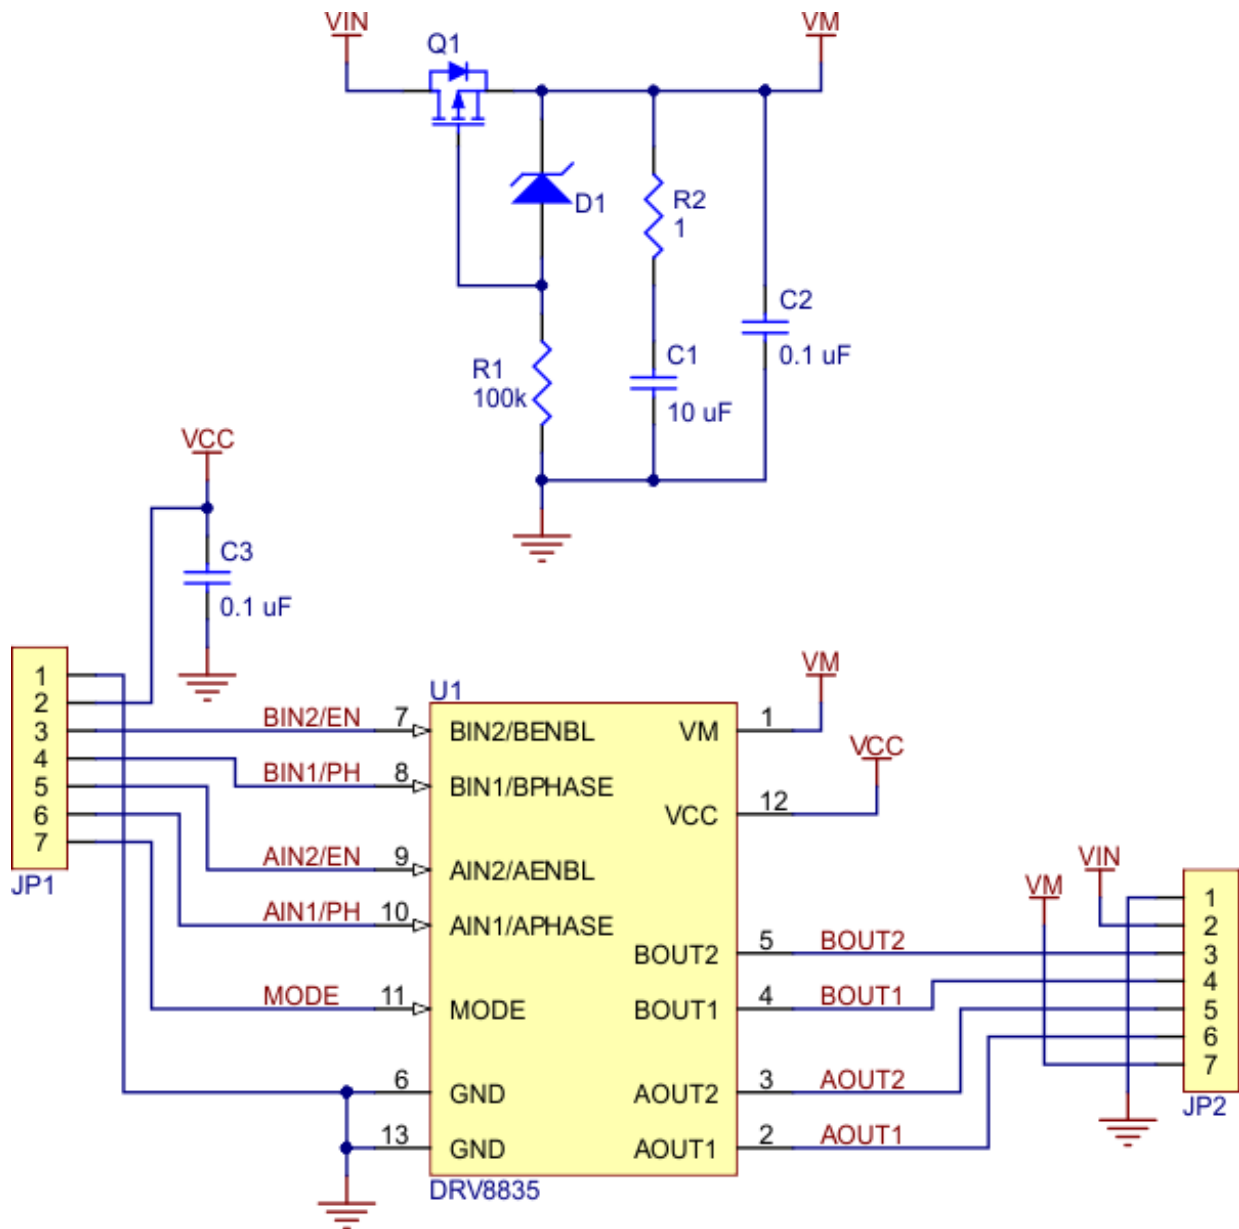 VIN
VM
Q1
D1
R2
1
C2
0.1 uF
C1
10 uF
R1
100k
VCC
C3
0.1 uF
1
2
3
4
5
6
7
JP1
BIN2/EN
BIN1/PH
AIN2/EN
AIN1/PH
MODE
7
8
9
10
11
6
13
U1
BIN2/BENBL
BIN1/BPHASE
AIN2/AENBL
AIN1/APHASE
MODE
GND
GND
VM
VCC
BOUT2
BOUT1
AOUT2
AOUT1
DRV8835
1
12
5
4
3
2
VM
VCC
BOUT2
BOUT1
AOUT2
AOUT1
VIN
VM
1
2
3
4
5
6
7
JP2